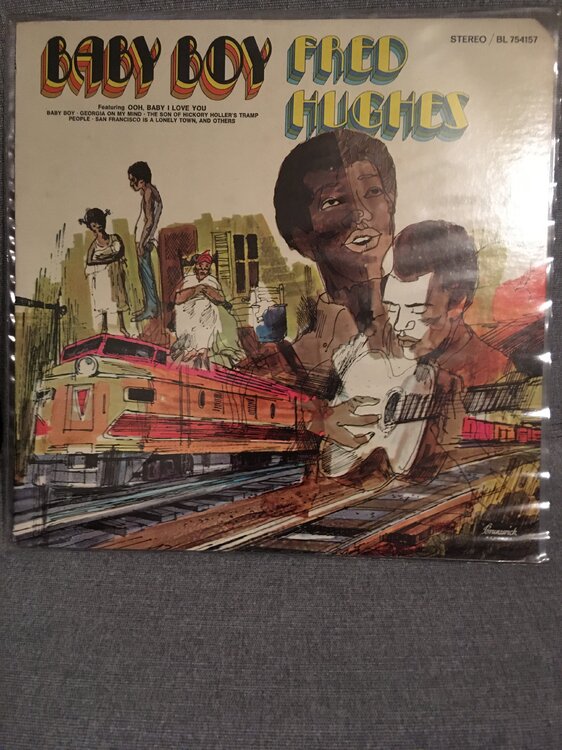 BABY BOY
FRED
HUGHES
STEREO / BL 754157
Featuring OOH, BABY I LOVE YOU
BABY BOY · GEORGIA ON MY MIND · THE SON OF HICKORY HOLLER'S TRAMP
PEOPLE · SAN FRANCISCO IS A LONELY TOWN, AND OTHERS
Brunswick